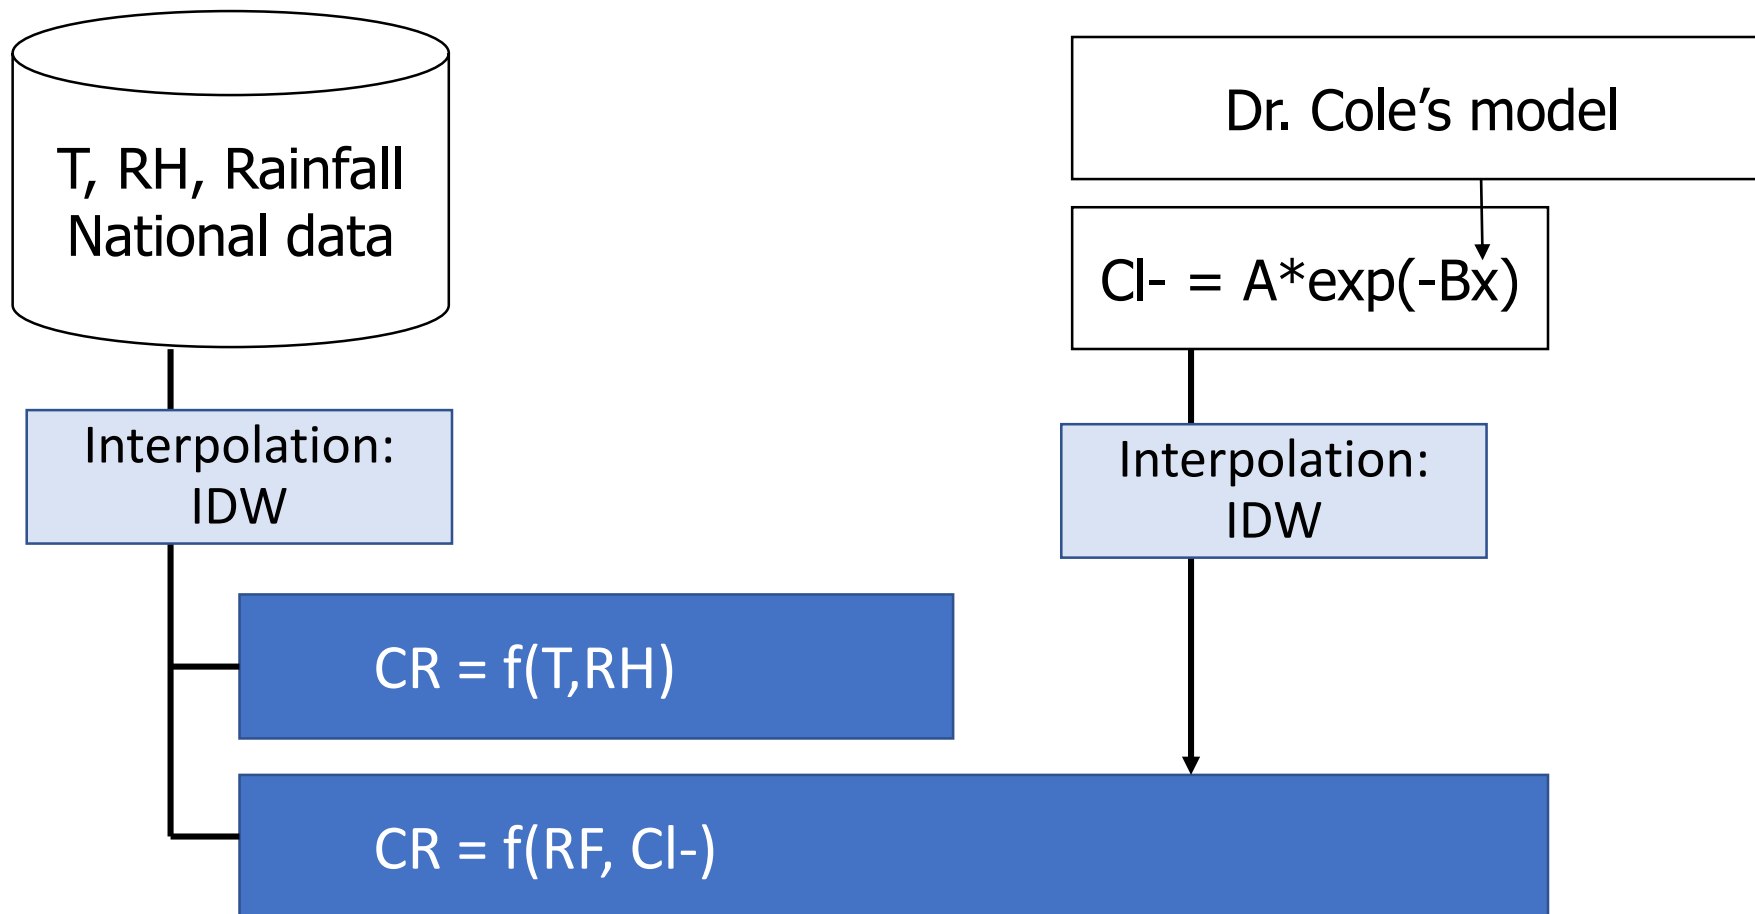 T, RH, Rainfall
National data
Dr. Cole’s model
Cl- = A*exp(-Bx)
Interpolation:
IDW
Interpolation:
IDW
CR = f(T,RH)
CR = f(RF, Cl-)